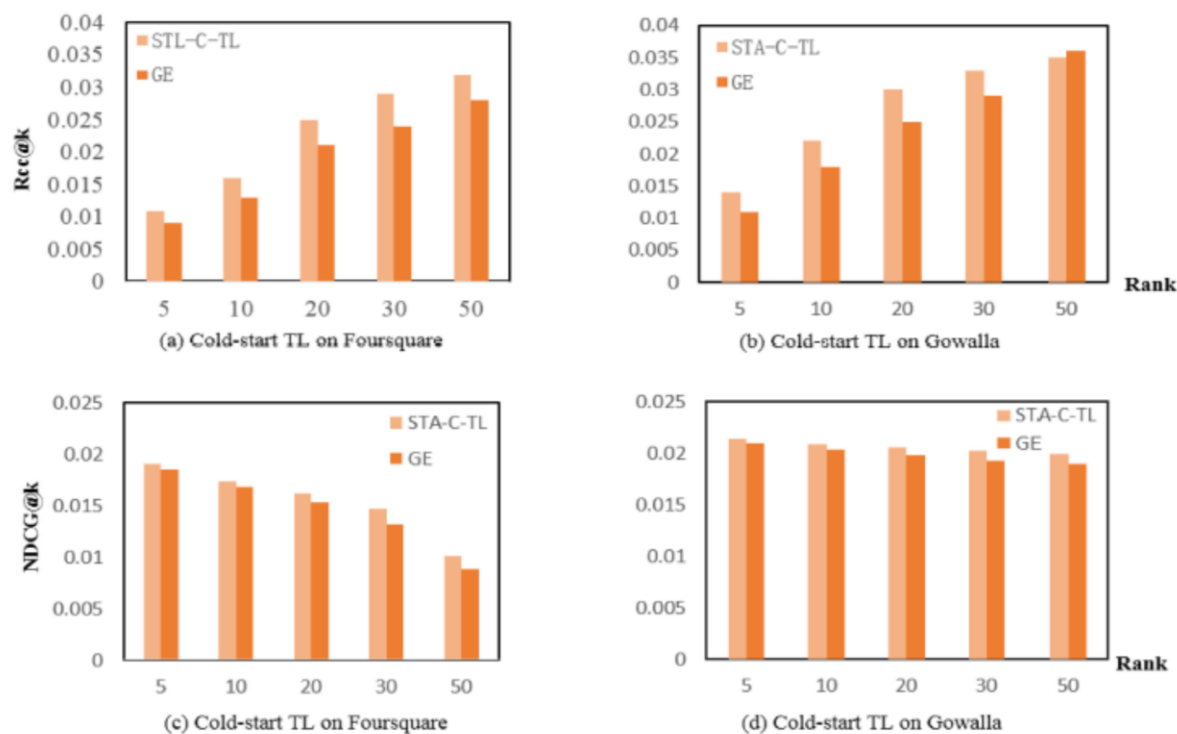 0.04
0.035
0.03
0.025
0.02
0.015
0.01
0.005
0
Rec@k
STL-C-TL
GE
5 10 20 30 50
(a) Cold-start TL on Foursquare
0.04
0.035
0.03
0.025
0.02
0.015
0.01
0.005
0
STA-C-TL
GE
5 10 20 30 50
Rank
(b) Cold-start TL on Gowalla
0.025
0.02
0.015
0.01
0.005
0
NDCG@k
STA-C-TL
GE
5 10 20 30 50
(c) Cold-start TL on Foursquare
0.025
0.02
0.015
0.01
0.005
0
STA-C-TL
GE
5 10 20 30 50
Rank
(d) Cold-start TL on Gowalla